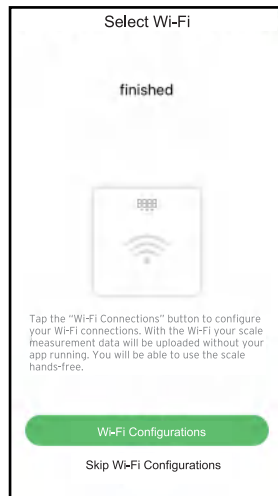 Select Wi-Fi
finished
8888
Tap the "Wi-Fi Connections" button to configure
your Wi-Fi connections. With the Wi-Fi your scale
measurement data will be uploaded without your
app running. You will be able to use the scale
hands-free.
Wi-Fi Configurations
Skip Wi-Fi Configurations